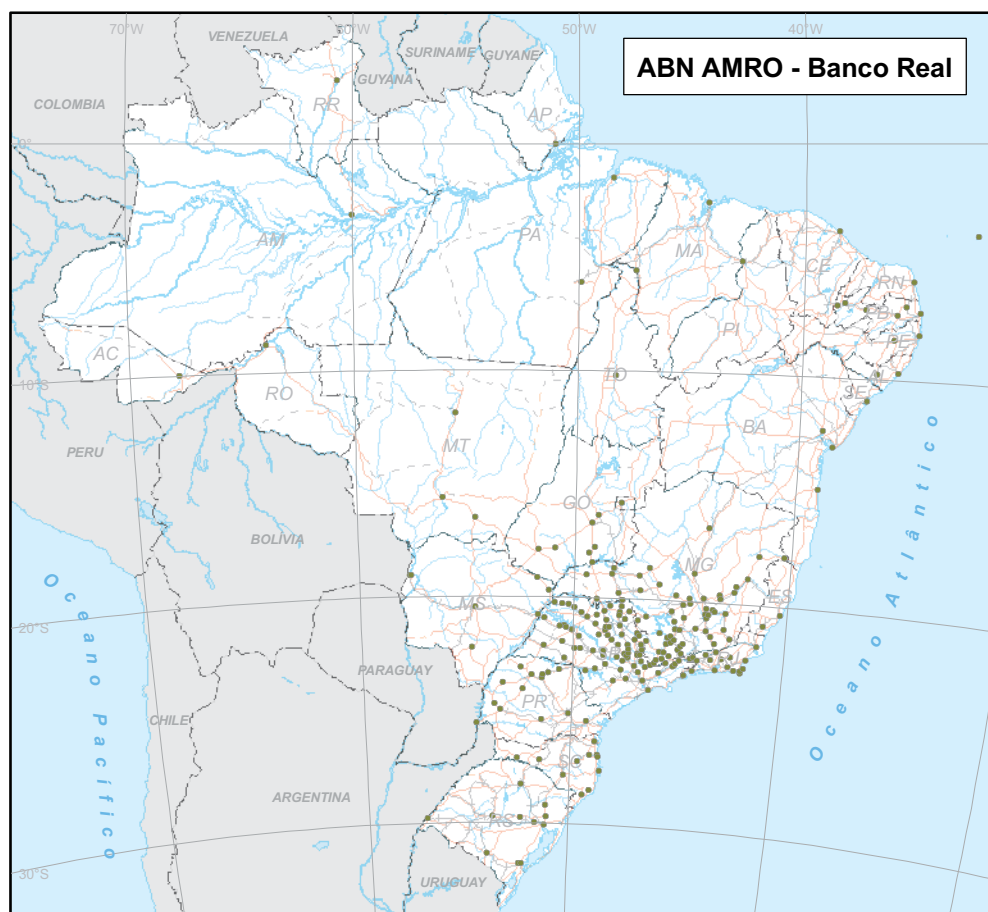 70°W
60°W
50°W
40°W
VENEZUELA
SURINAME
GUYANE
GUYANA
COLOMBIA
ABN AMRO - Banco Real
RR
AP
0°
AM
PA
MA
CE
RN
PB
PE
PI
AC
AL
SE
TO
10°S
RO
BA
MT
PERU
GO
BOLÍVIA
MG
ES
MS
20°S
Oceano Atlântico
Oceano Pacífico
PARAGUAY
CHILE
PR
SC
ARGENTINA
RS
30°S
URUGUAY